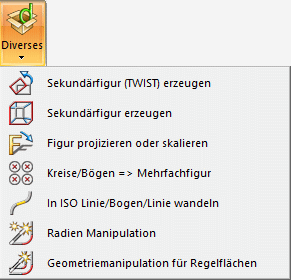 Diverses
Sekundärfigur (TWIST) erzeugen
Sekundärfigur erzeugen
Figur projizieren oder skalieren
Kreise/Bögen => Mehrfachfigur
In ISO Linie/Bogen/Linie wandeln
Radien Manipulation
Geometriemanipulation für Regelflächen